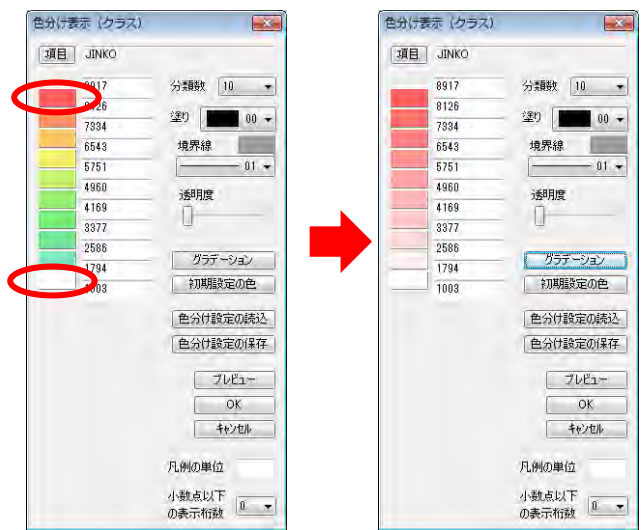 色分け表示（クラス）
項目 JINKO
8917
8126
7334
6543
5751
4960
4169
3377
2586
1794
1003
分類数 10
塗り 00
境界線
01
透明度
グラデーション
初期設定の色
色分け設定の読込
色分け設定の保存
プレビュー
OK
キャンセル
凡例の単位
小数点以下
の表示桁数 0
色分け表示（クラス）
項目 JINKO
8917
8126
7334
6543
5751
4960
4169
3377
2586
1794
1003
分類数 10
塗り 00
境界線
01
透明度
グラデーション
初期設定の色
色分け設定の読込
色分け設定の保存
プレビュー
OK
キャンセル
凡例の単位
小数点以下
の表示桁数 0